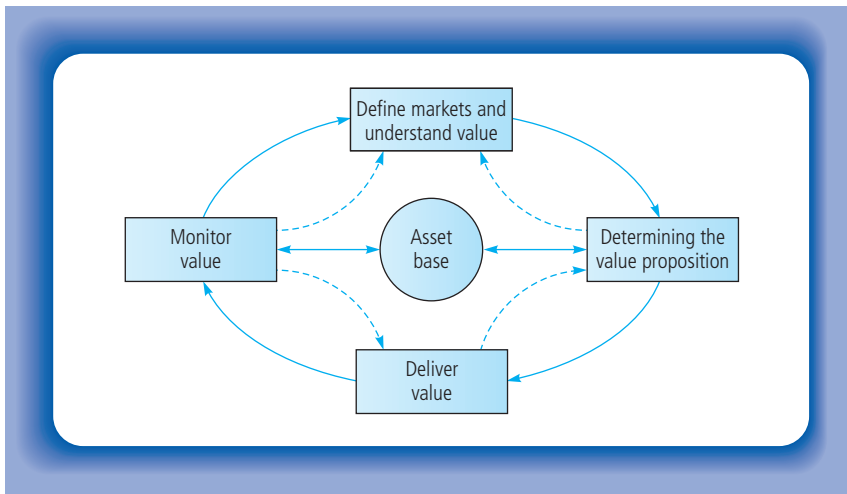 Define markets and
understand value
Monitor
value
Asset
base
Determining the
value proposition
Deliver
value